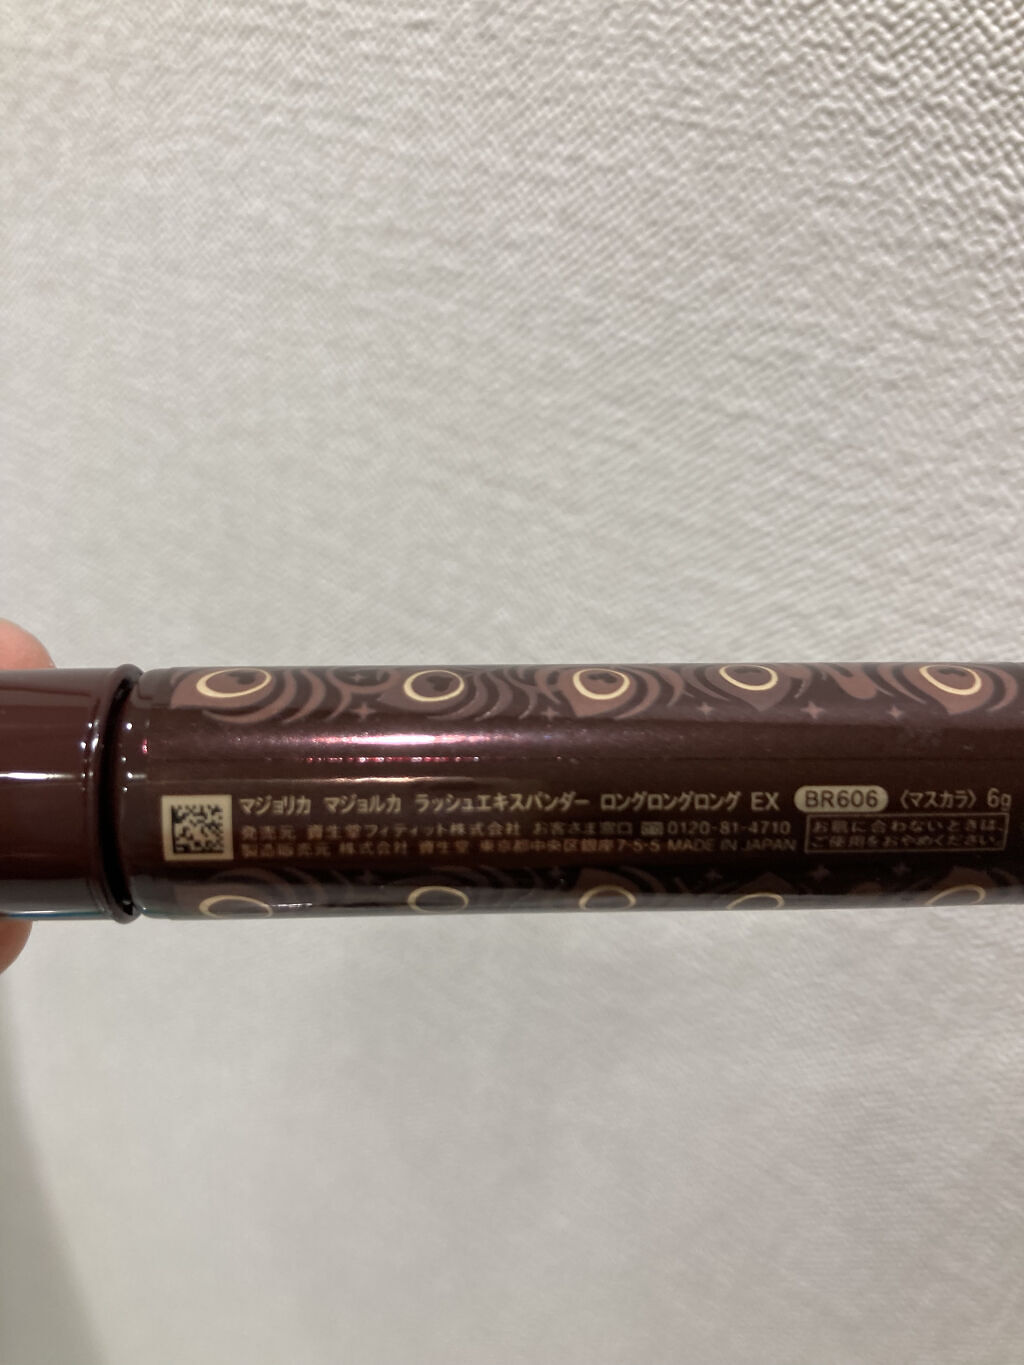 マジョリカ マジョルカ ラッシュエキスパンダー ロングロングロング EX BR606 〈マスカラ〉 6g
発売元 資生堂フィティット株式会社 お客さま窓口 0120-81-4710
製造販売元 株式会社 資生堂 東京都中央区銀座7-5-5 MADE IN JAPAN
お肌に合わないときは、
ご使用をおやめください。